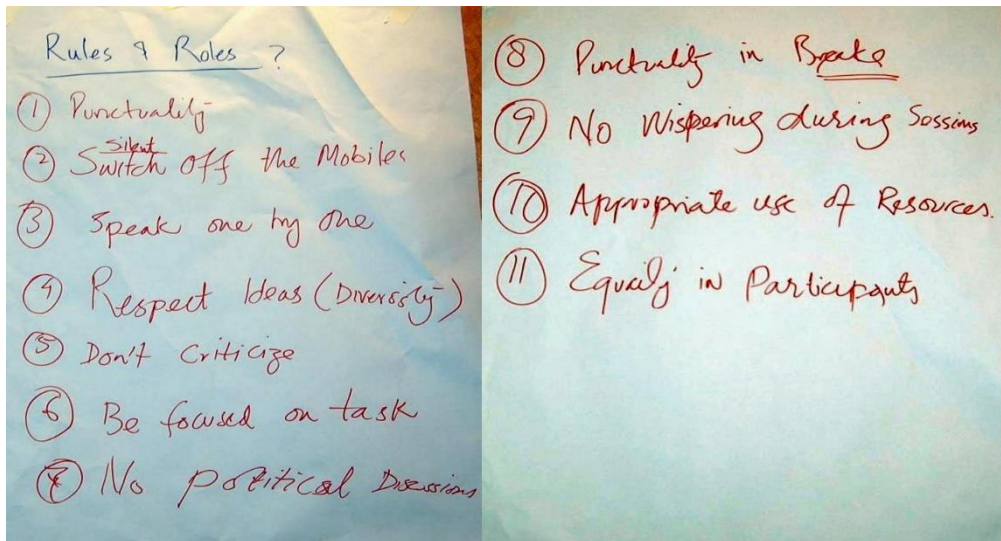 Rules & Roles ?
① Punctuality
Silent
② Switch off the Mobiles
③ Speak one by one
④ Respect Ideas (Diversity)
⑤ Don't Criticize
⑥ Be focused on task
⑦ No political Discussions
⑧ Punctuality in Breaks
⑨ No Wispering during Sessions
⑩ Appropriate use of Resources.
⑪ Equality in Participants